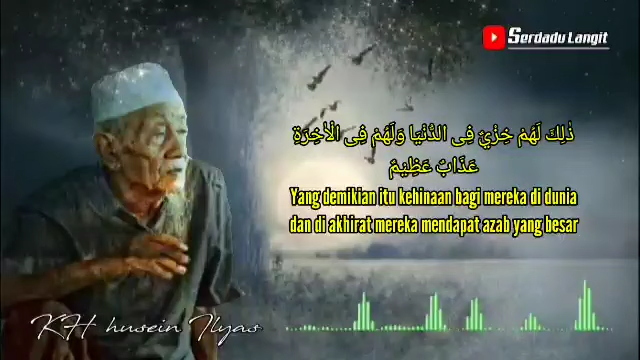 Serdadu Langit
ذٰلِكَ لَهُمْ خِزْيٌ فِى الدُّنْيَا وَلَهُمْ فِى الْاٰخِرَةِ
عَذَابٌ عَظِيْمٌ
Yang demikian itu kehinaan bagi mereka di dunia
dan di akhirat mereka mendapat azab yang besar
KH husein Ilyas